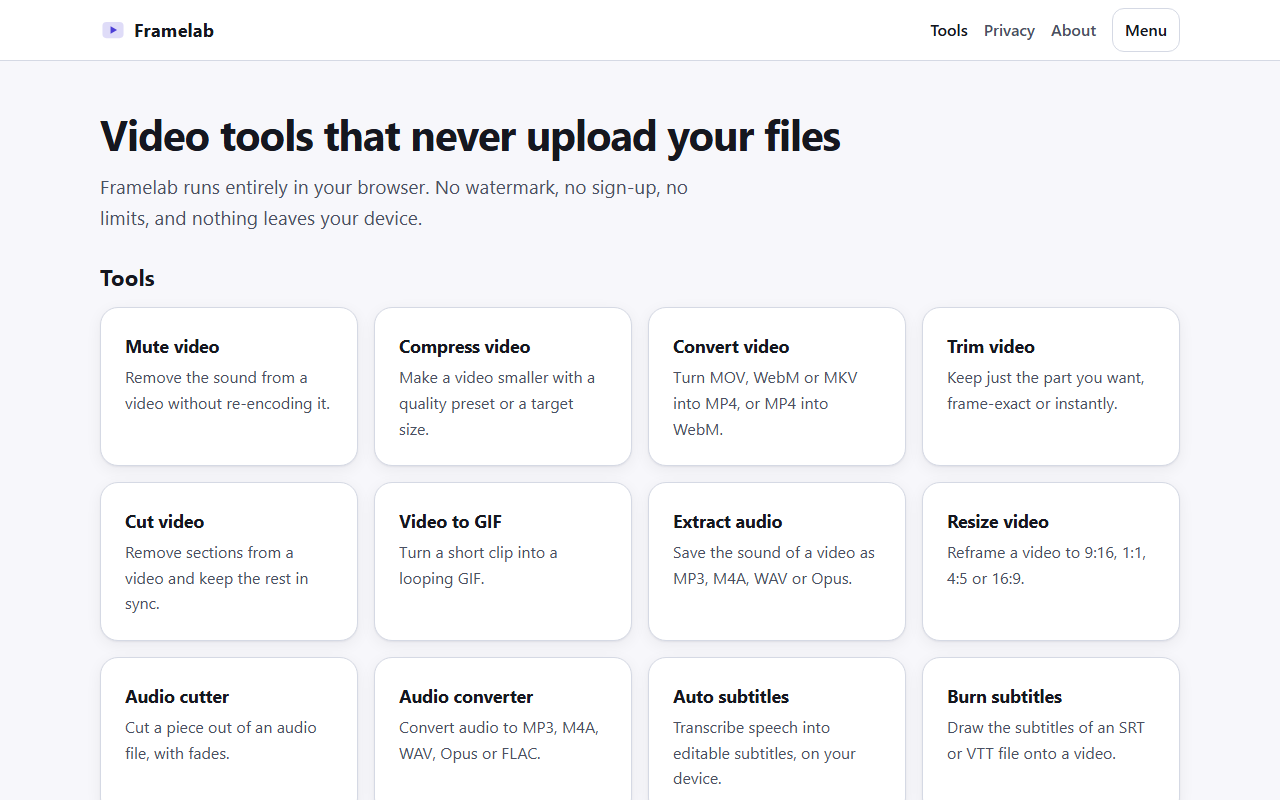 Framelab
Tools
Privacy
About
Menu
Video tools that never upload your files
Framelab runs entirely in your browser. No watermark, no sign-up, no
limits, and nothing leaves your device.
Tools
Mute video
Remove the sound from a
video without re-encoding it.
Compress video
Make a video smaller with a
quality preset or a target
size.
Convert video
Turn MOV, WebM or MKV
into MP4, or MP4 into
WebM.
Trim video
Keep just the part you want,
frame-exact or instantly.
Cut video
Remove sections from a
video and keep the rest in
sync.
Video to GIF
Turn a short clip into a
looping GIF.
Extract audio
Save the sound of a video as
MP3, M4A, WAV or Opus.
Resize video
Reframe a video to 9:16, 1:1,
4:5 or 16:9.
Audio cutter
Cut a piece out of an audio
file, with fades.
Audio converter
Convert audio to MP3, M4A,
WAV, Opus or FLAC.
Auto subtitles
Transcribe speech into
editable subtitles, on your
device.
Burn subtitles
Draw the subtitles of an SRT
or VTT file onto a video.